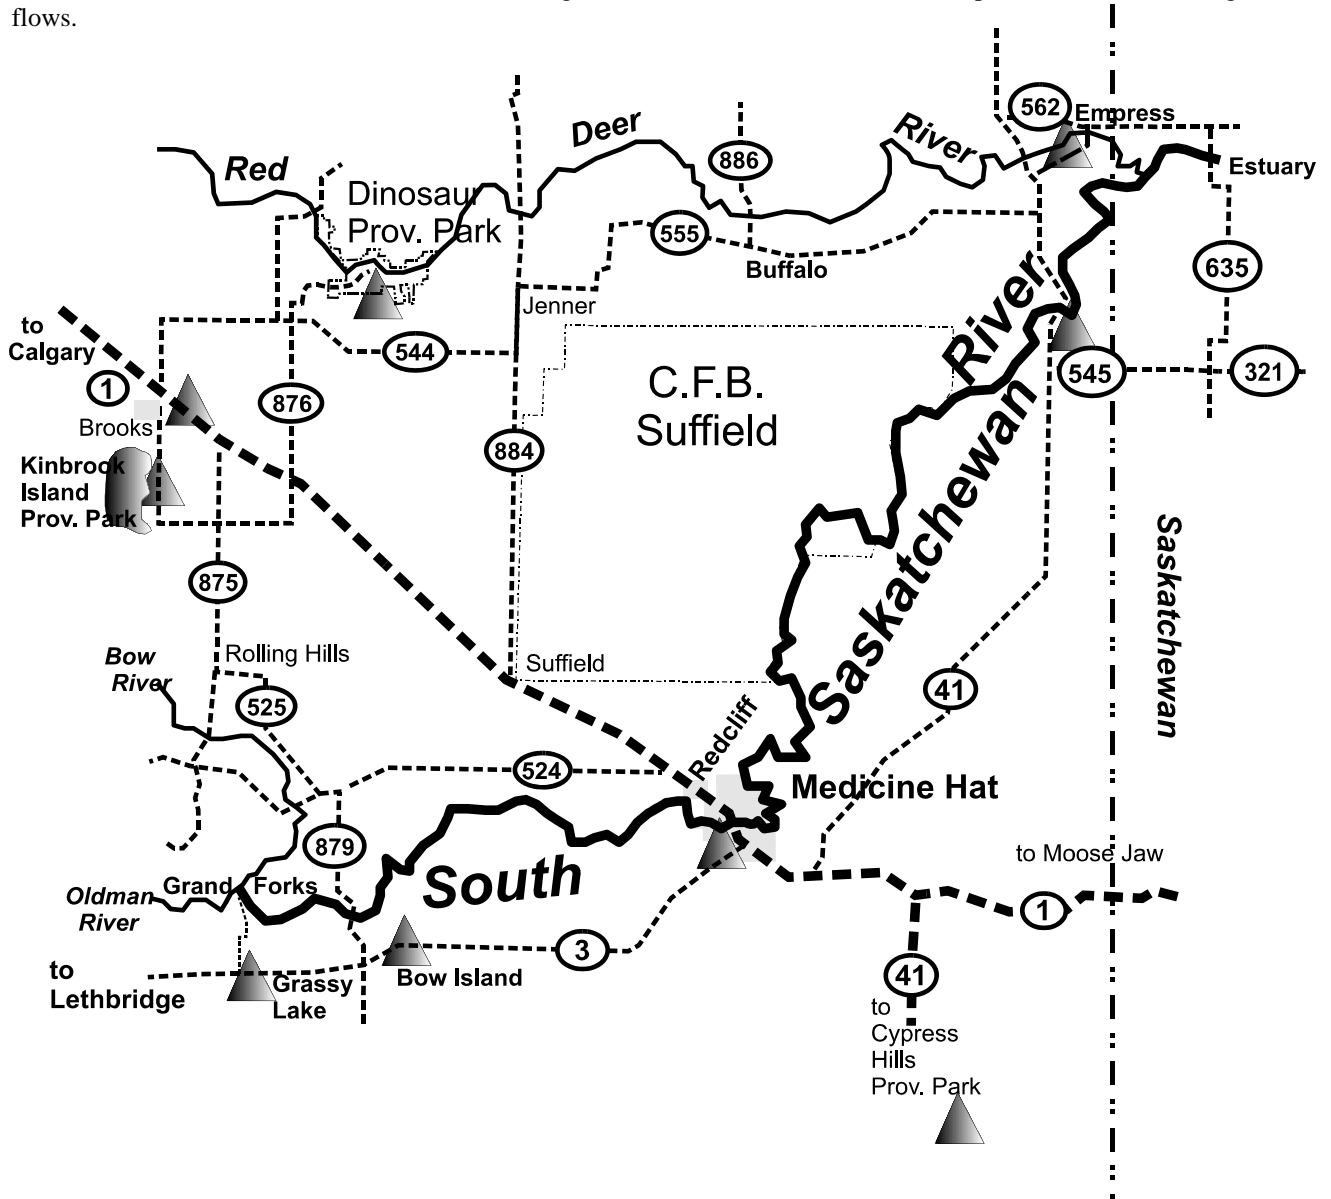 flows.
562
Empress
Deer
River
886
Red
Estuary
Dinosaur
Prov. Park
555
Buffalo
635
River
Jenner
to
Calgary
544
545
321
1
876
C.F.B.
Suffield
Brooks
884
Kinbrook
Island
Prov. Park
Saskatchewan
Saskatchewan
875
Rolling Hills
Bow
River
Suffield
525
41
Redcliff
524
Medicine Hat
879
to Moose Jaw
South
Grand Forks
Oldman
River
1
3
to
Lethbridge
Grassy
Lake
Bow Island
41
to
Cypress
Hills
Prov. Park